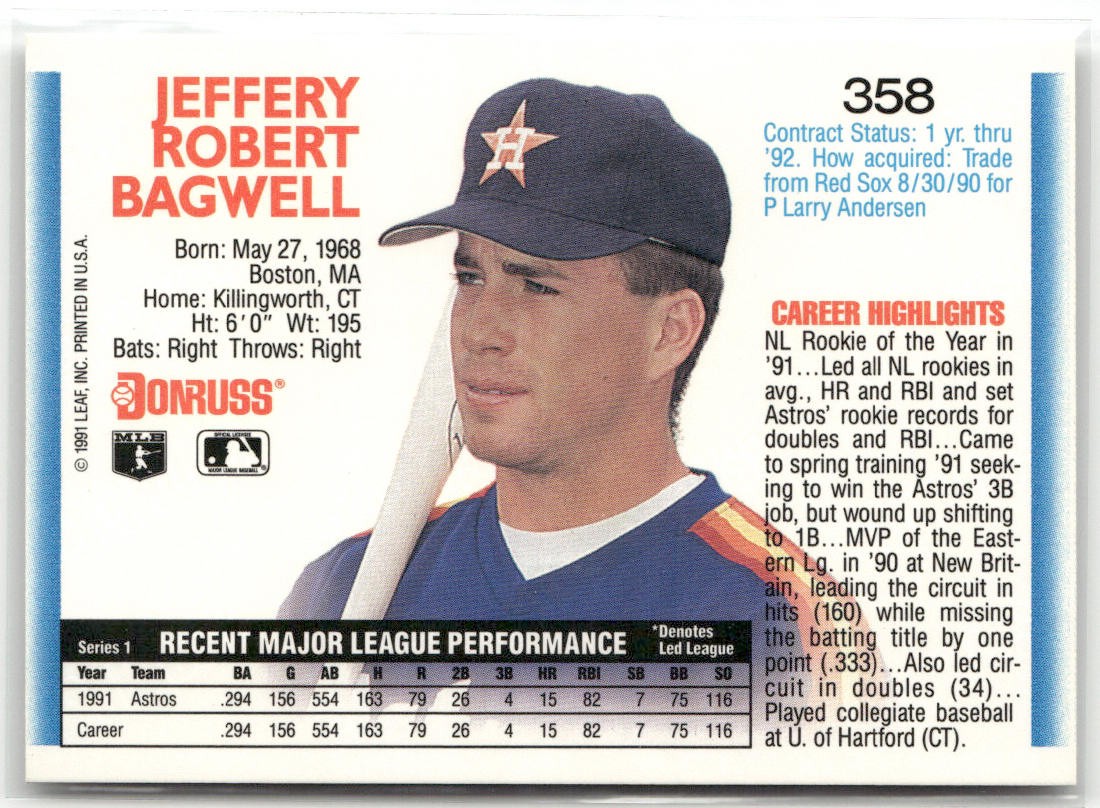 JEFFERY
ROBERT
BAGWELL
Born: May 27, 1968
Boston, MA
Home: Killingworth, CT
Ht: 6'0" Wt: 195
Bats: Right Throws: Right
DONRUSS®
MLB
OFFICIAL LICENSEE
MAJOR LEAGUE BASEBALL
© 1991 LEAF, INC. PRINTED IN U.S.A.
H
358
Contract Status: 1 yr. thru
'92. How acquired: Trade
from Red Sox 8/30/90 for
P Larry Andersen
CAREER HIGHLIGHTS
NL Rookie of the Year in
'91...Led all NL rookies in
avg., HR and RBI and set
Astros' rookie records for
doubles and RBI...Came
to spring training '91 seek-
ing to win the Astros' 3B
job, but wound up shifting
to 1B...MVP of the East-
ern Lg. in '90 at New Brit-
ain, leading the circuit in
hits (160) while missing
the batting title by one
point (.333)...Also led cir-
cuit in doubles (34)...
Played collegiate baseball
at U. of Hartford (CT).
Series 1 RECENT MAJOR LEAGUE PERFORMANCE *Denotes
Led League
Year Team BA G AB H R 2B 3B HR RBI SB BB SO
1991 Astros .294 156 554 163 79 26 4 15 82 7 75 116
Career .294 156 554 163 79 26 4 15 82 7 75 116